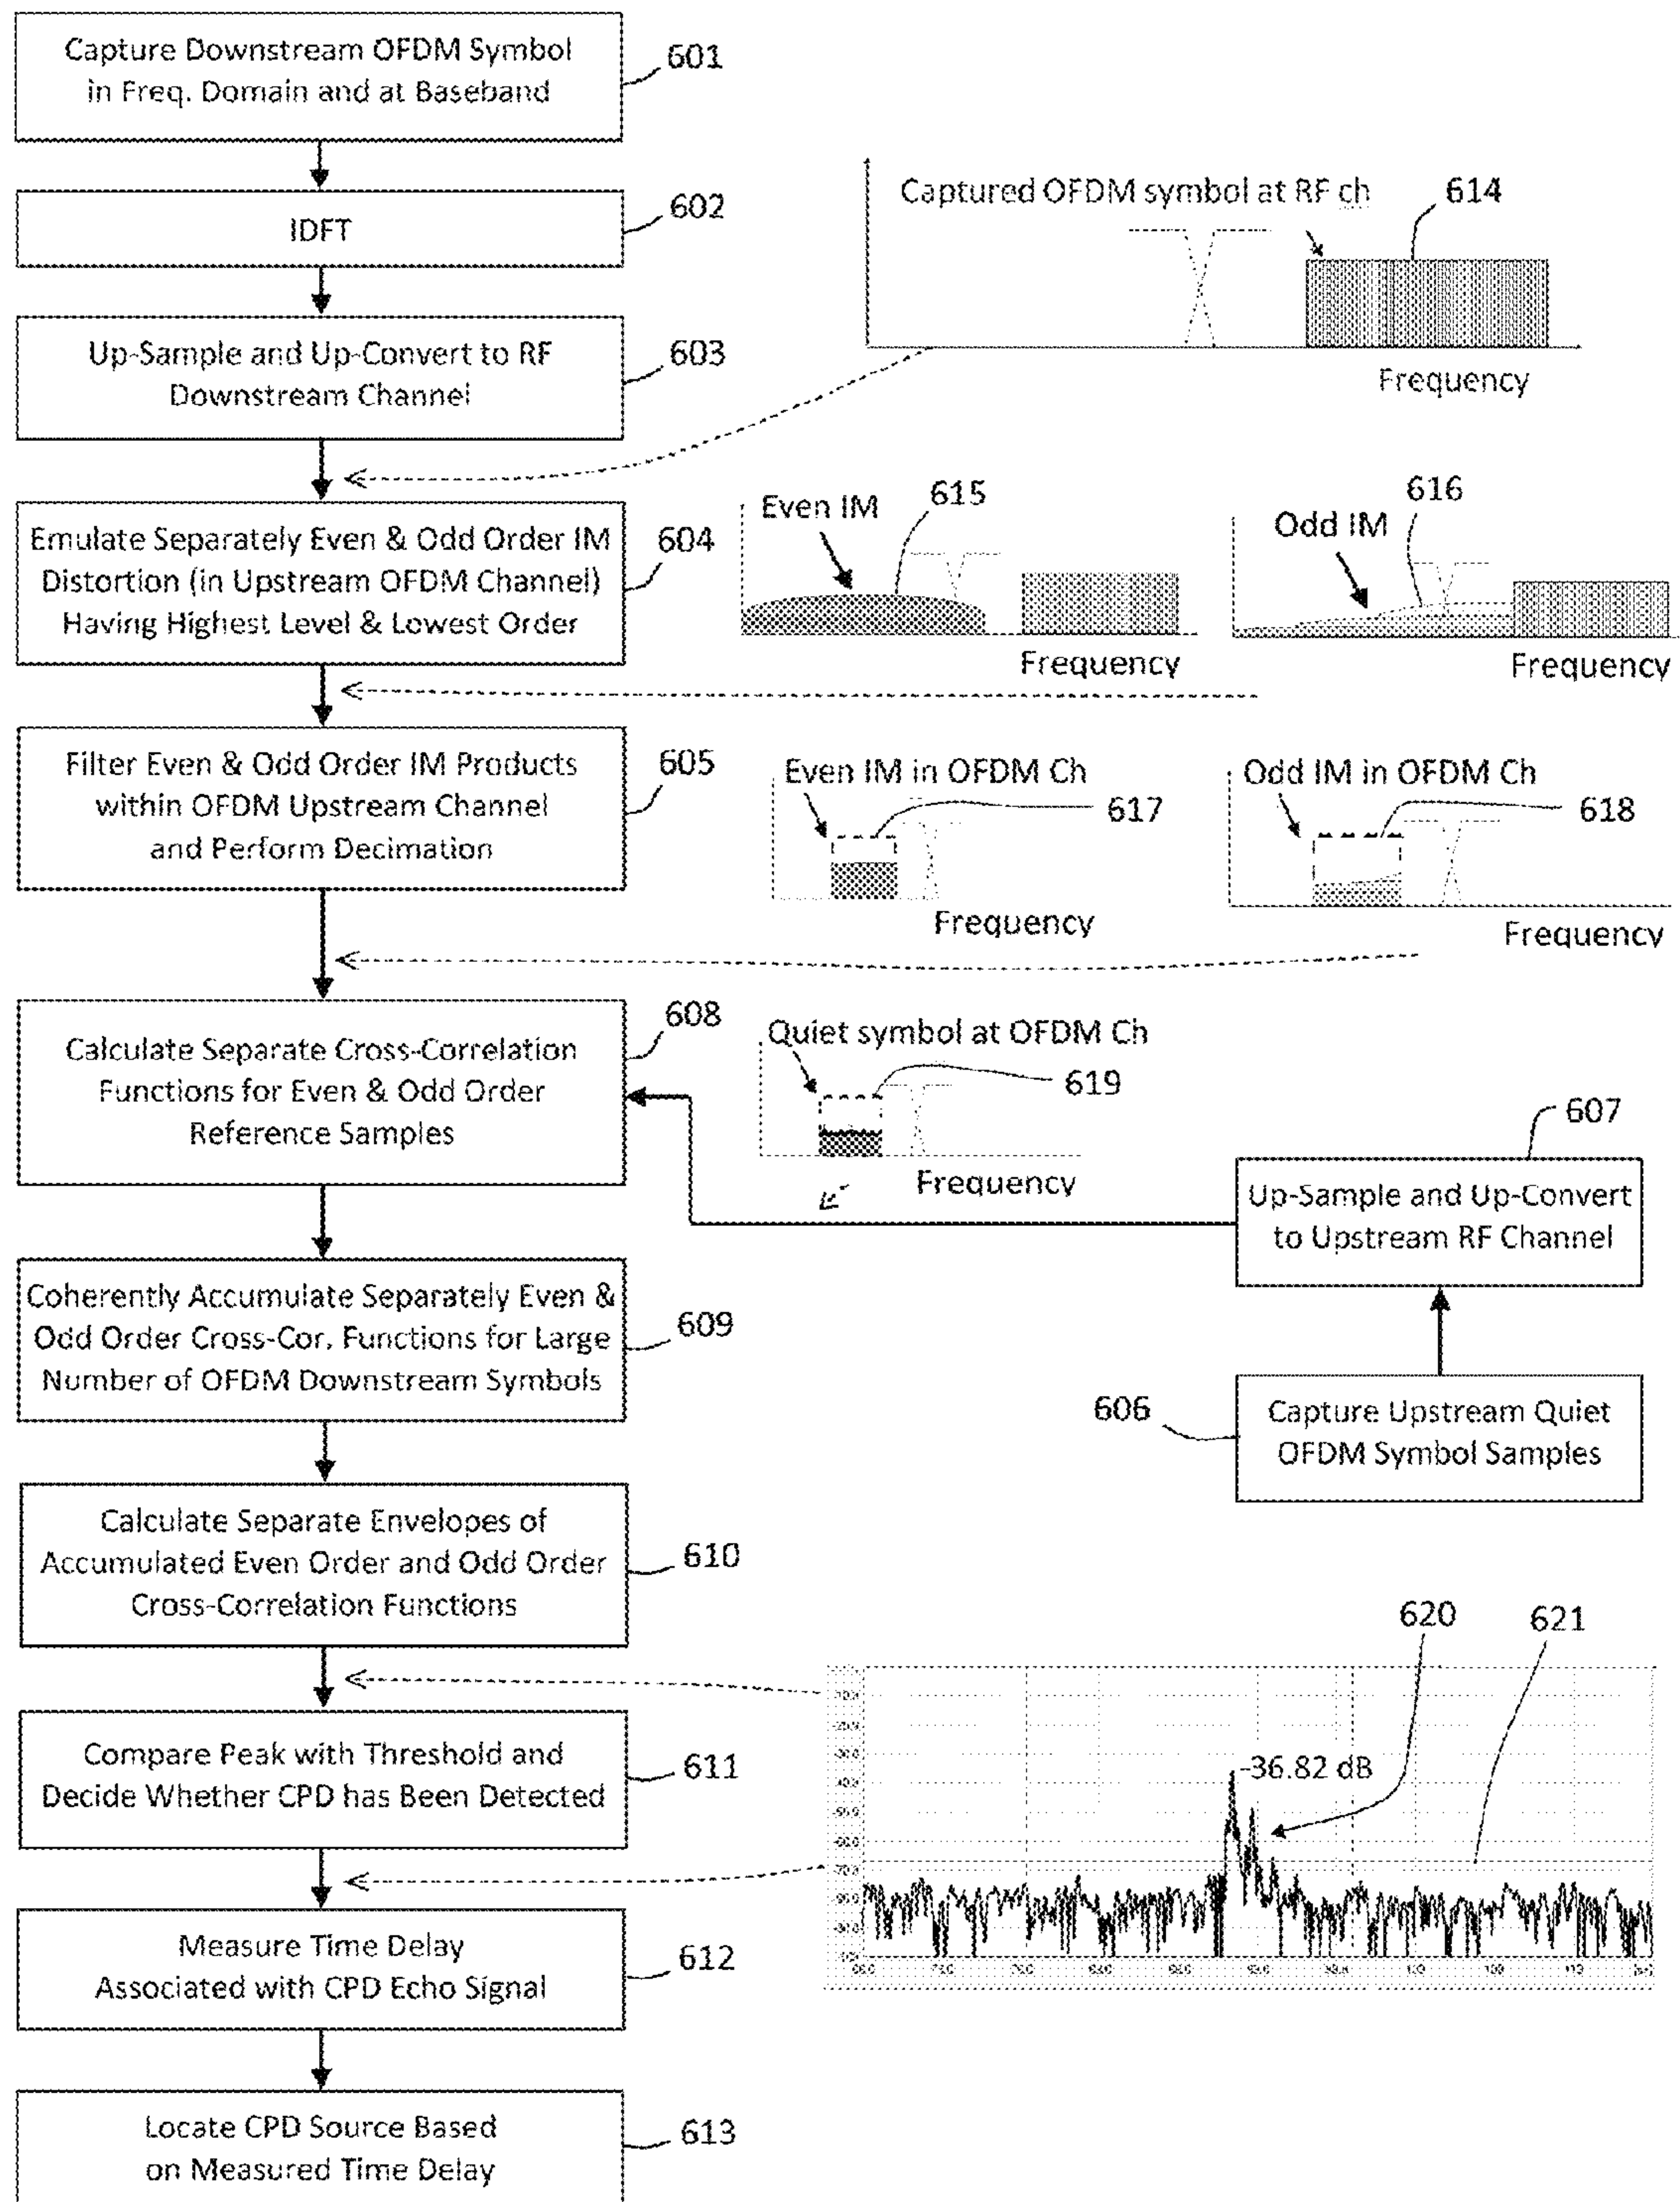 Capture Downstream OFDM Symbol
in Freq. Domain and at Baseband
601
IDFT
602
Up-Sample and Up-Convert to RF
Downstream Channel
603
Captured OFDM symbol at RF ch
614
Frequency
Emulate Separately Even & Odd Order IM
Distortion (in Upstream OFDM Channel)
Having Highest Level & Lowest Order
604
Even IM
615
Frequency
Odd IM
616
Frequency
Filter Even & Odd Order IM Products
within OFDM Upstream Channel
and Perform Decimation
605
Even IM in OFDM Ch
617
Frequency
Odd IM in OFDM Ch
618
Frequency
Calculate Separate Cross-Correlation
Functions for Even & Odd Order
Reference Samples
608
Quiet symbol at OFDM Ch
619
Frequency
607
Up-Sample and Up-Convert
to Upstream RF Channel
Coherently Accumulate Separately Even &
Odd Order Cross-Cor. Functions for Large
Number of OFDM Downstream Symbols
609
606
Capture Upstream Quiet
OFDM Symbol Samples
Calculate Separate Envelopes of
Accumulated Even Order and Odd Order
Cross-Correlation Functions
610
620
621
-36.82 dB
Compare Peak with Threshold and
Decide Whether CPD has Been Detected
611
Measure Time Delay
Associated with CPD Echo Signal
612
Locate CPD Source Based
on Measured Time Delay
613